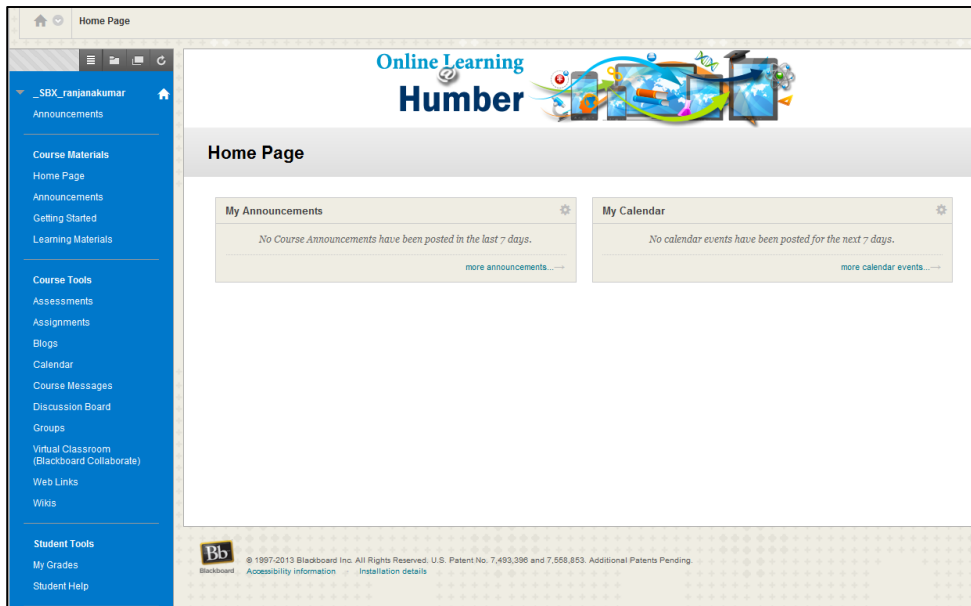 Home Page
_SBX_ranjanakumar
Announcements
Course Materials
Home Page
Announcements
Getting Started
Learning Materials
Course Tools
Assessments
Assignments
Blogs
Calendar
Course Messages
Discussion Board
Groups
Virtual Classroom
(Blackboard Collaborate)
Web Links
Wikis
Student Tools
My Grades
Student Help
Online Learning
@
Humber
Home Page
My Announcements
No Course Announcements have been posted in the last 7 days.
more announcements...
My Calendar
No calendar events have been posted for the next 7 days.
more calendar events...
Bb
Blackboard
© 1997-2013 Blackboard Inc. All Rights Reserved. U.S. Patent No. 7,493,396 and 7,558,853. Additional Patents Pending.
Accessibility information Installation details